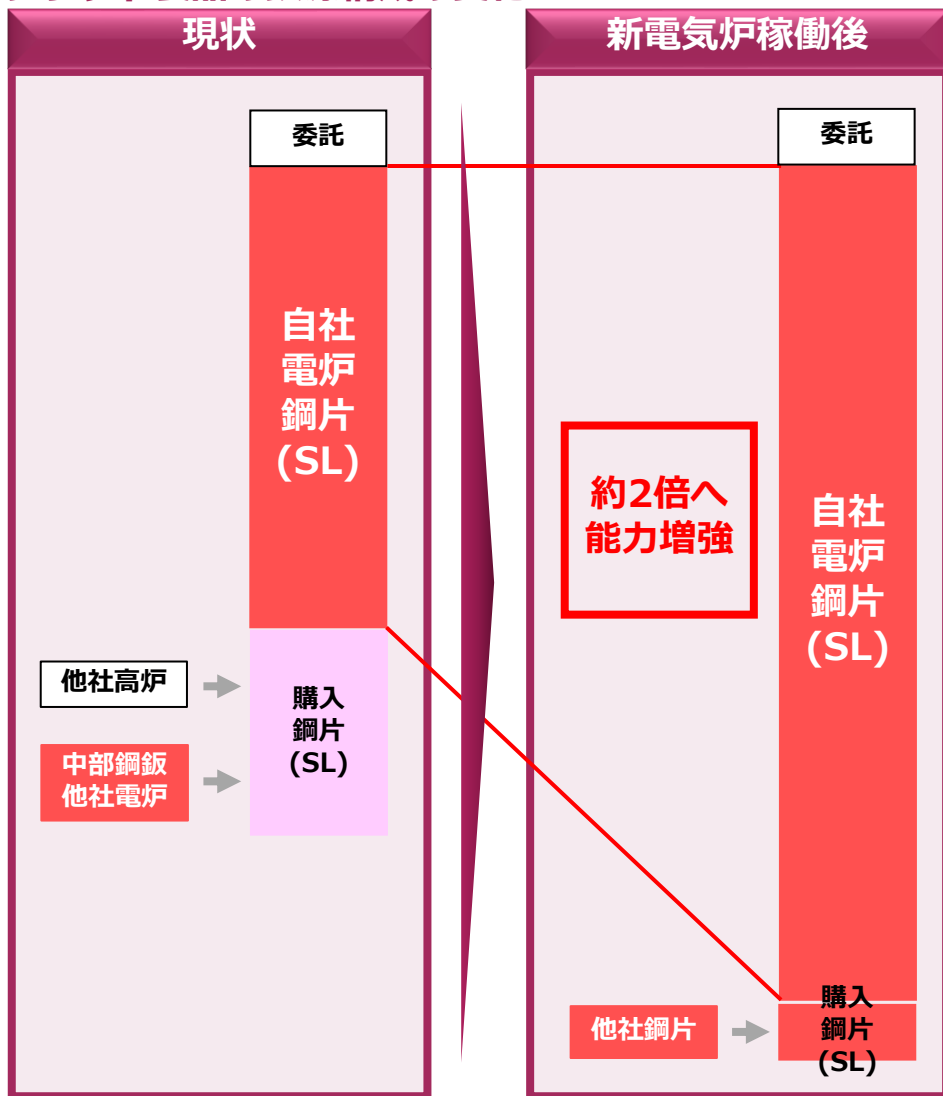 現状
委託
自社
電炉
鋼片
(SL)
他社高炉
中部鋼鈑
他社電炉
購入
鋼片
(SL)
新電気炉稼働後
委託
約2倍へ
能力増強
自社
電炉
鋼片
(SL)
他社鋼片
購入
鋼片
(SL)